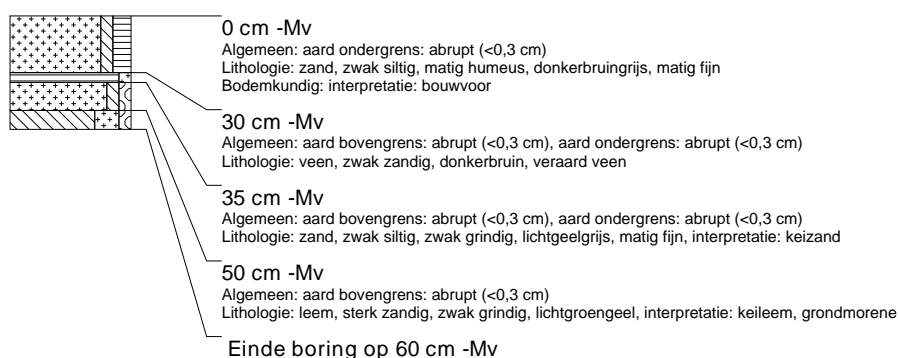 0 cm -Mv
Algemeen: aard ondergrens: abrupt (<0,3 cm)
Lithologie: zand, zwak siltig, matig humeus, donkerbruingrijs, matig fijn
Bodemkundig: interpretatie: bouwvoor
30 cm -Mv
Algemeen: aard bovengrens: abrupt (<0,3 cm), aard ondergrens: abrupt (<0,3 cm)
Lithologie: veen, zwak zandig, donkerbruin, veraard veen
35 cm -Mv
Algemeen: aard bovengrens: abrupt (<0,3 cm), aard ondergrens: abrupt (<0,3 cm)
Lithologie: zand, zwak siltig, zwak grindig, lichtgeelgrijs, matig fijn, interpretatie: keizand
50 cm -Mv
Algemeen: aard bovengrens: abrupt (<0,3 cm)
Lithologie: leem, sterk zandig, zwak grindig, lichtgroengeel, interpretatie: keileem, grondmorene
Einde boring op 60 cm -Mv